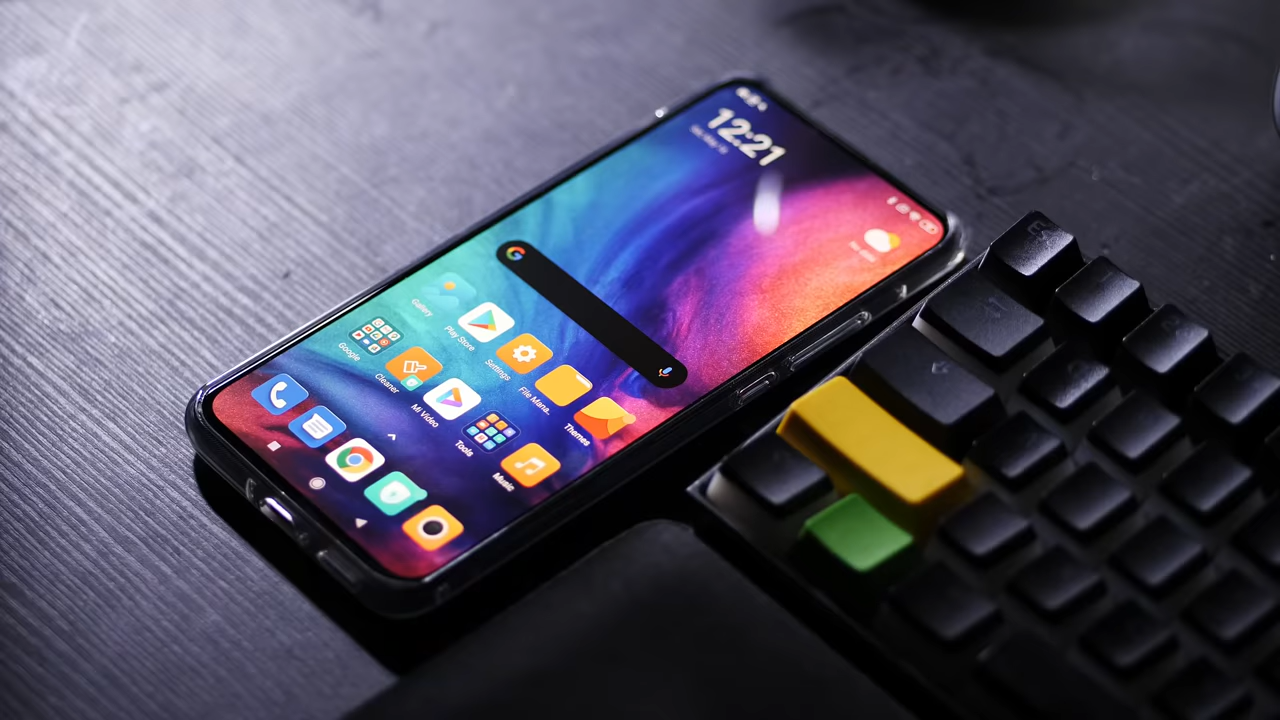 12:21
Gallery
Play Store
Settings
File Mana...
Themes
Google
Cleaner
Mi Video
Tools
Music